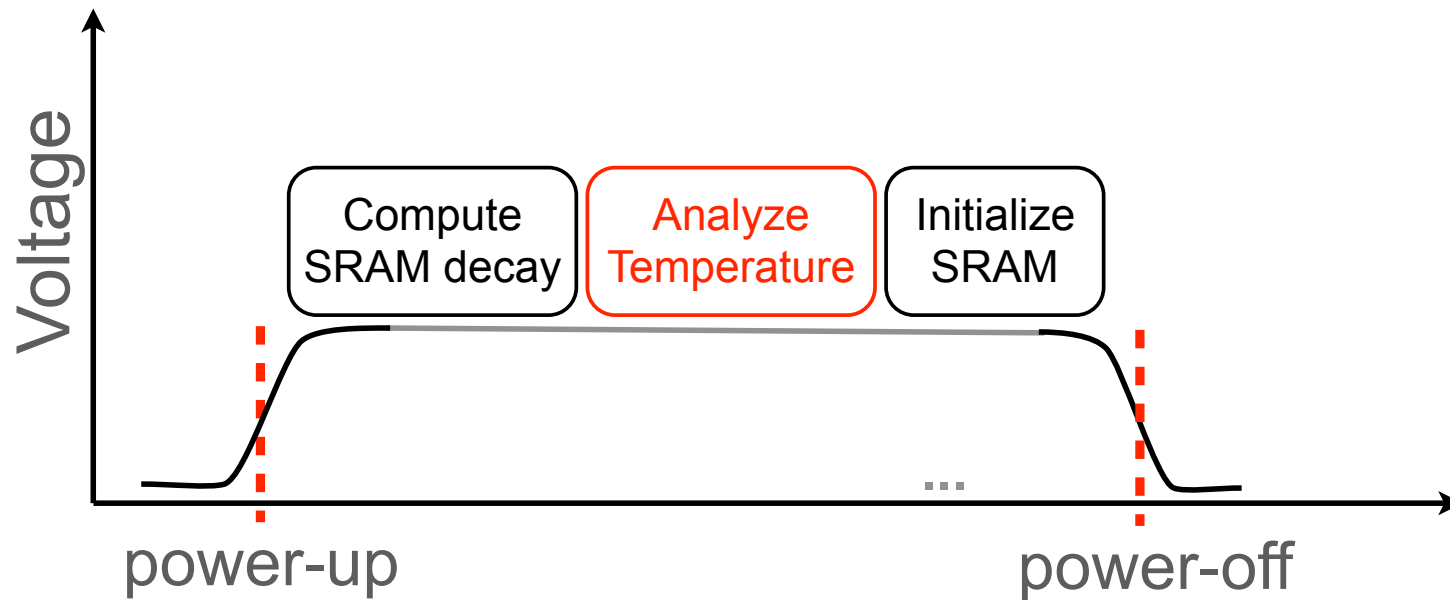 Voltage
Compute
SRAM decay
Analyze
Temperature
Initialize
SRAM
power-up
power-off